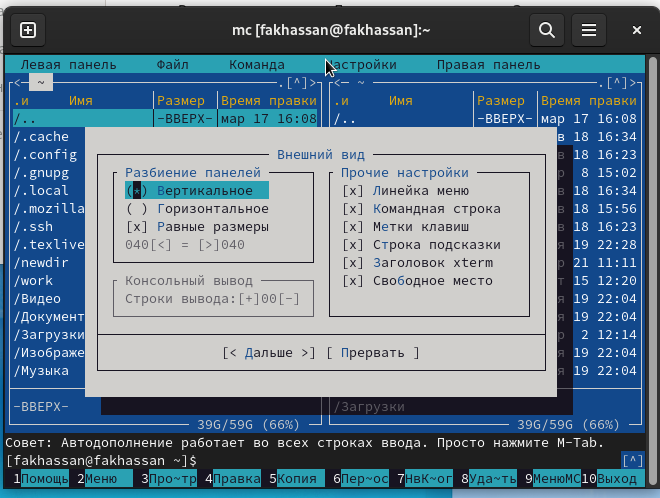 mc [fakhassan@fakhassan]:~
Левая панель Файл Команда астройки Правая панель
<— ~ .[^]> <— ~ .[^]>
.и Имя Размер Время правки .и Имя Размер Время правки
/.. -ВВЕРХ- мар 17 16:08 /.. -ВВЕРХ- мар 17 16:08
/.cache в 18 16:34
/.config в 18 16:23
/.gnupg 8 15:02
/.local в 18 16:34
/.mozilla в 18 15:56
/.ssh в 18 16:23
/.texlive я 19 22:28
/newdir р 21 11:11
/work т 15 12:20
/Видео я 19 22:04
/Документ я 19 22:04
/Загрузки р 2 12:14
/Изображе я 19 22:04
/Музыка я 19 22:04
Внешний вид
Разбиение панелей
(*) Вертикальное
( ) Горизонтальное
[x] Равные размеры
040[<] = [>]040
Консольный вывод
Строки вывода:[+]00[-]
Прочие настройки
[x] Линейка меню
[x] Командная строка
[x] Метки клавиш
[x] Строка подсказки
[x] Заголовок xterm
[x] Свободное место
[< Дальше >] [ Прервать ]
-ВВЕРХ- /Загрузки
39G/59G (66%) 39G/59G (66%)
Совет: Автодополнение работает во всех строках ввода. Просто нажмите M-Tab.
[fakhassan@fakhassan ~]$ [^]
1Помощь 2Меню 3Про~тр 4Правка 5Копия 6Пер~ос 7НвК~ог 8Уда~ть 9МенюMC 10Выход